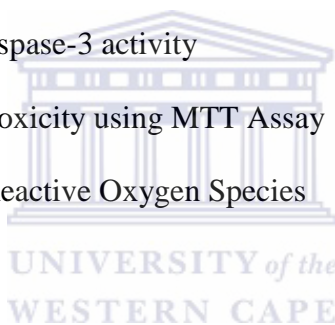 spase-3 activity
oxicity using MTT Assay
eactive Oxygen Species
UNIVERSITY of the
WESTERN CAPE